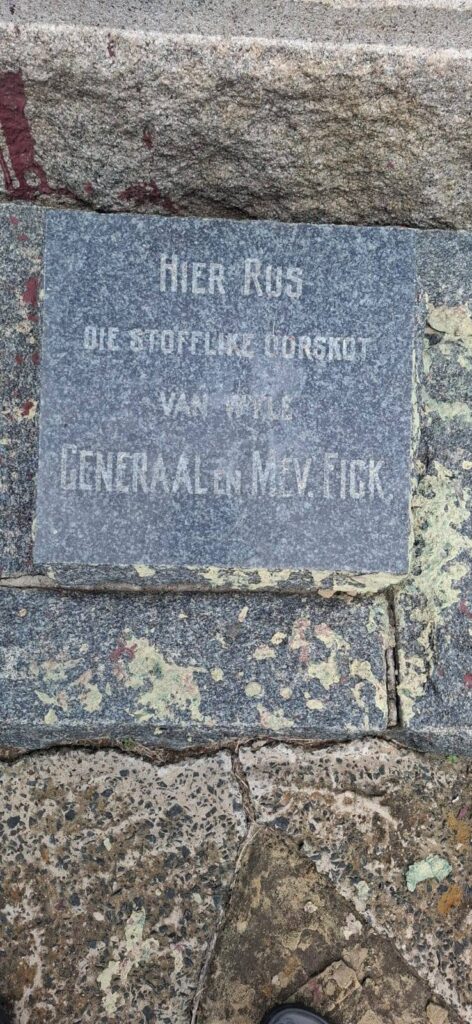 HIER RUS
DIE STOFFLIKE OORSKOT
VAN WYLE
GENERAAL EN MEV. FICK.